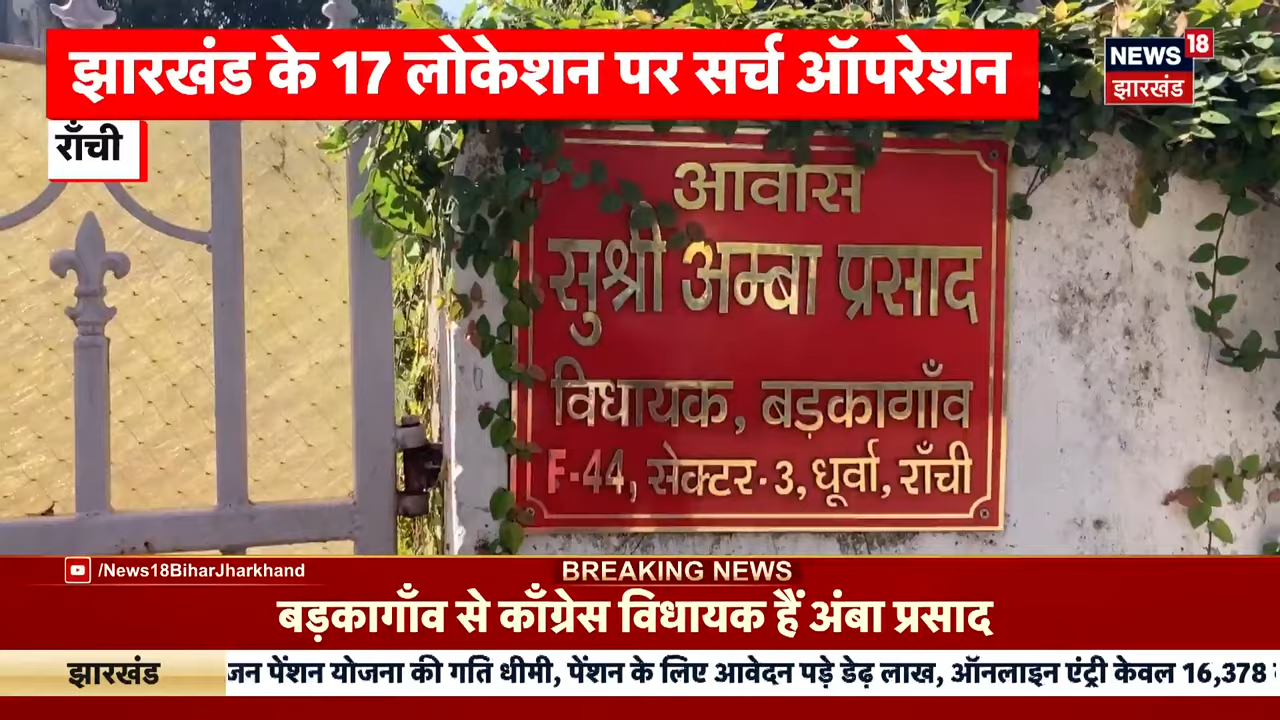 झारखंड के 17 लोकेशन पर सर्च ऑपरेशन
NEWS 18
झारखंड
राँची
आवास
सुश्री अम्बा प्रसाद
विधायक, बड़कागाँव
F-44, सेक्टर-3, धूर्वा, राँची
/News18BiharJharkhand
BREAKING NEWS
बड़कागाँव से काँग्रेस विधायक हैं अंबा प्रसाद
झारखंड
जन पेंशन योजना की गति धीमी, पेंशन के लिए आवेदन पड़े डेढ़ लाख, ऑनलाइन एंट्री केवल 16,378